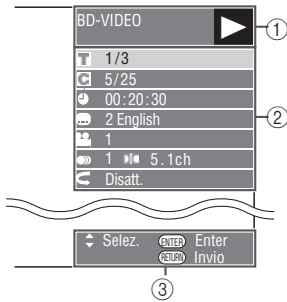 BD-VIDEO
1
T 1/3
C 5/25
00:20:30
2 English
2
1
1 5.1ch
Disatt.
Selez. ENTER Enter
RETURN Invio
3